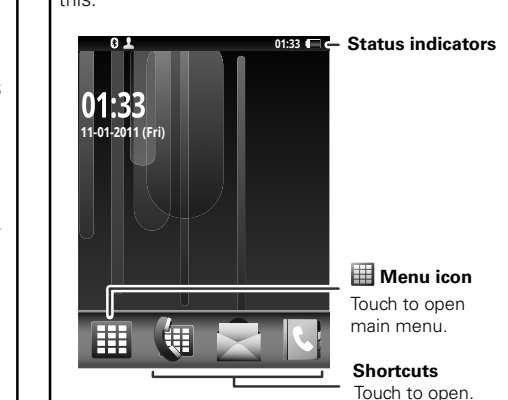 this:
01:33
Status indicators
01:33
11-01-2011 (Fri)
Menu icon
Touch to open
main menu.
Shortcuts
Touch to open.